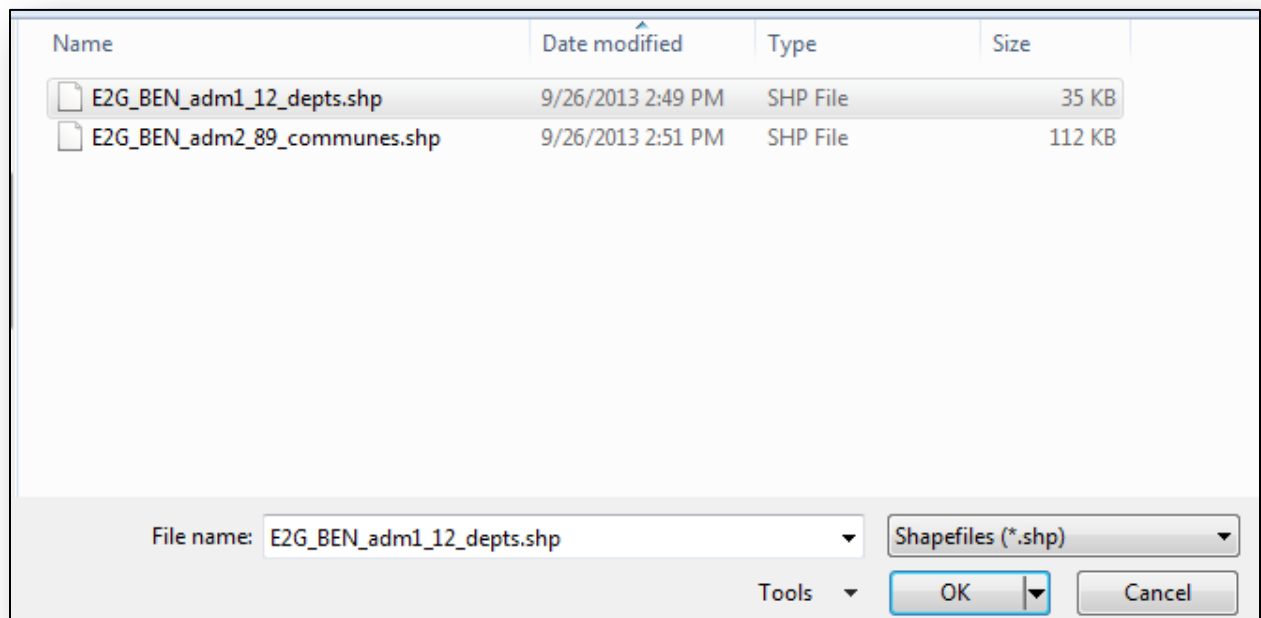 Name Date modified Type Size
E2G_BEN_adm1_12_depts.shp 9/26/2013 2:49 PM SHP File 35 KB
E2G_BEN_adm2_89_communes.shp 9/26/2013 2:51 PM SHP File 112 KB
File name: E2G_BEN_adm1_12_depts.shp Shapefiles (*.shp)
Tools OK Cancel